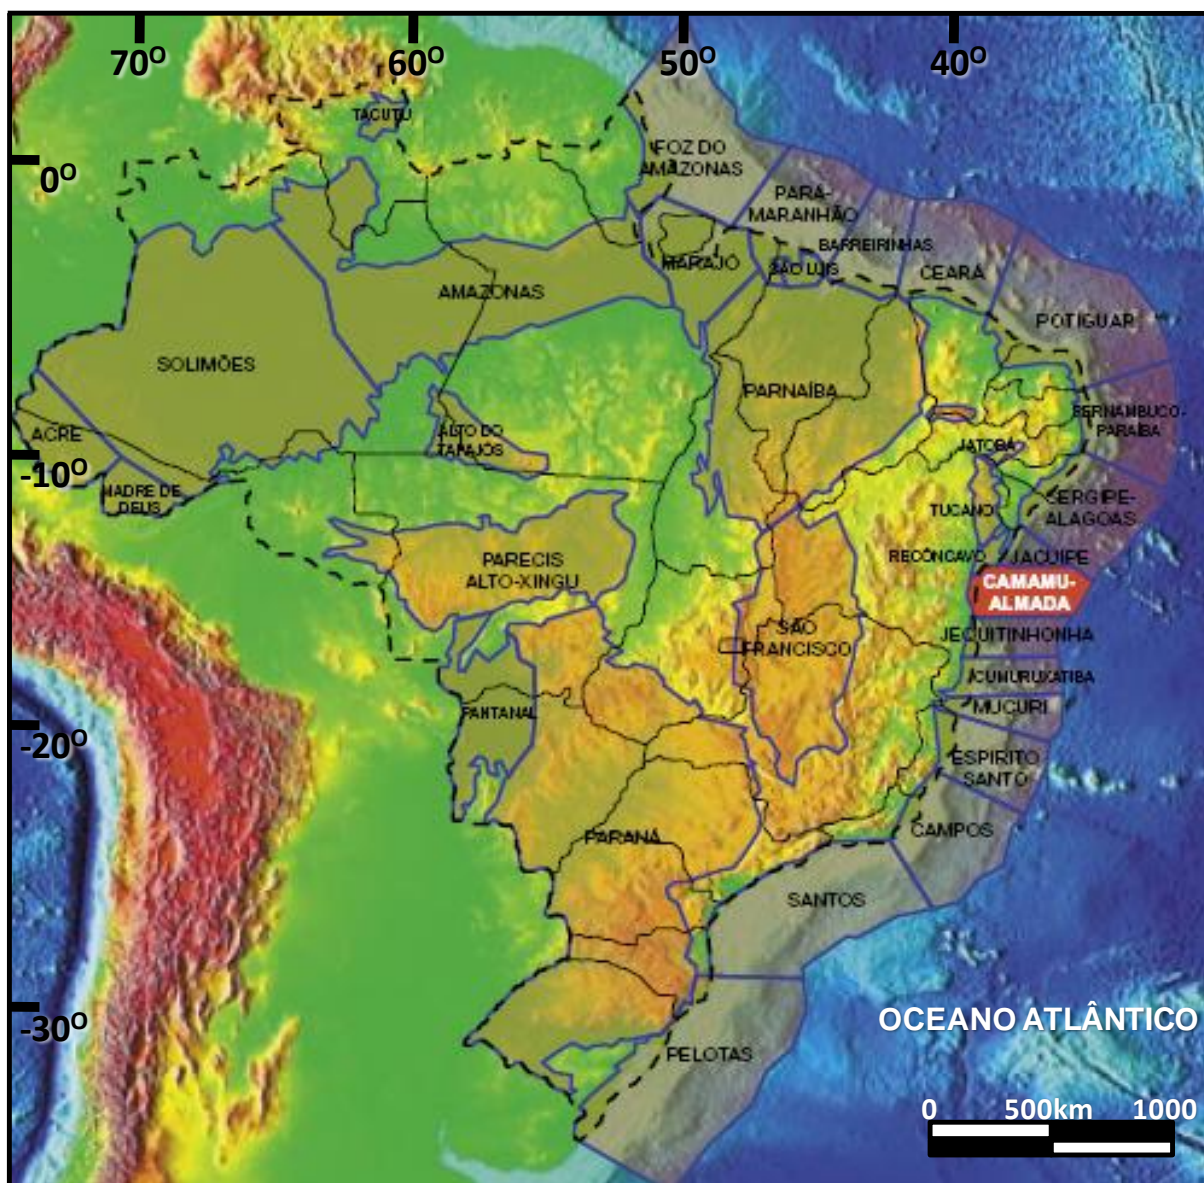 70º
60º
50º
40º
TACUTU
FOZ DO
AMAZONAS
0º
PARÁ-
MARANHÃO
BARREIRINHAS
MARAJÓ
SÃO LUIS
CEARÁ
AMAZONAS
POTIGUAR
SOLIMÕES
PARNAÍBA
PERNAMBUCO-
PARAÍBA
ACRE
ALTO DO
TAPAJÓS
JATOBÁ
-10º
MADRE DE
DEUS
SERGIPE-
ALAGOAS
TUCANO
RECÔNCAVO
JACUÍPE
PARECIS
ALTO-XINGU
CAMAMU-
ALMADA
SÃO
FRANCISCO
JEQUITINHONHA
CUMURUXATIBA
MUCURI
PANTANAL
-20º
ESPÍRITO
SANTO
PARANÁ
CAMPOS
SANTOS
-30º
OCEANO ATLÂNTICO
PELOTAS
0 500km 1000